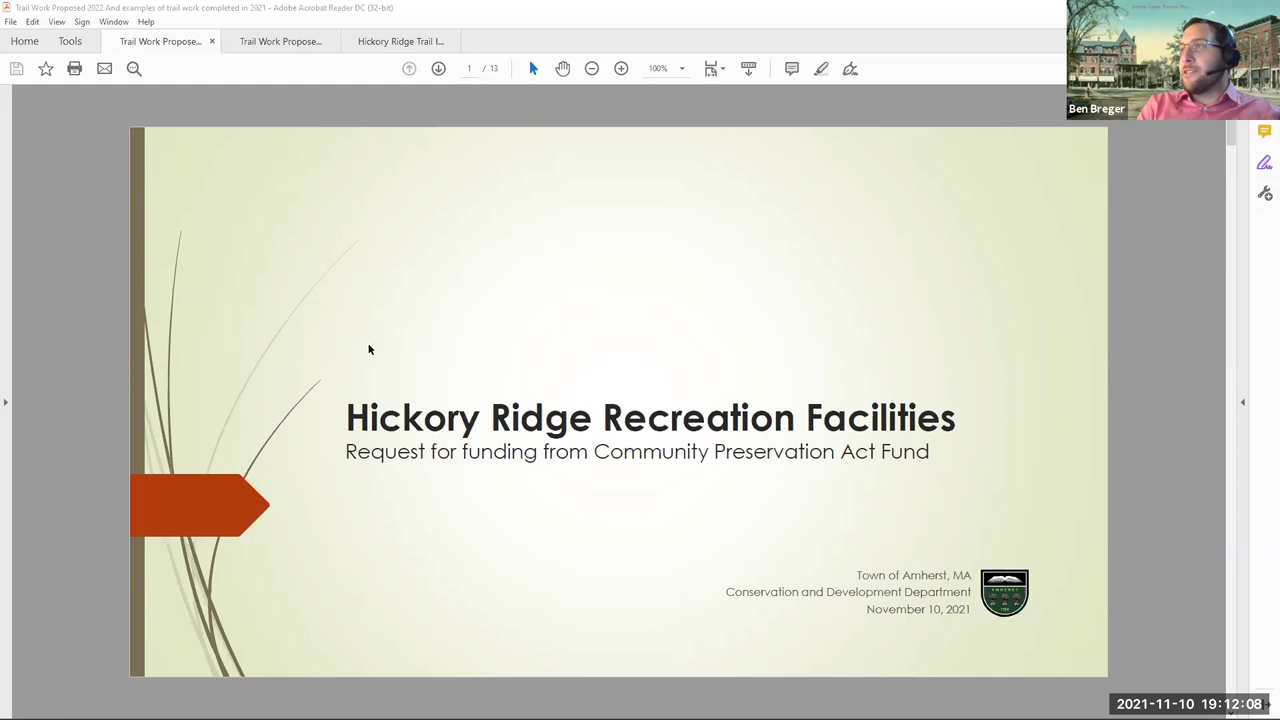 Trail Work Proposed 2022 And examples of trail work completed in 2021 - Adobe Acrobat Reader DC (32-bit)
File Edit View Sign Window Help
Home Tools Trail Work Propose... × Trail Work Propose... Hickory Ridge Trail I...
1 / 13 100%
Ben Breger
Hickory Ridge Recreation Facilities
Request for funding from Community Preservation Act Fund
Town of Amherst, MA
Conservation and Development Department
November 10, 2021
AMHERST
2021-11-10 19:12:08